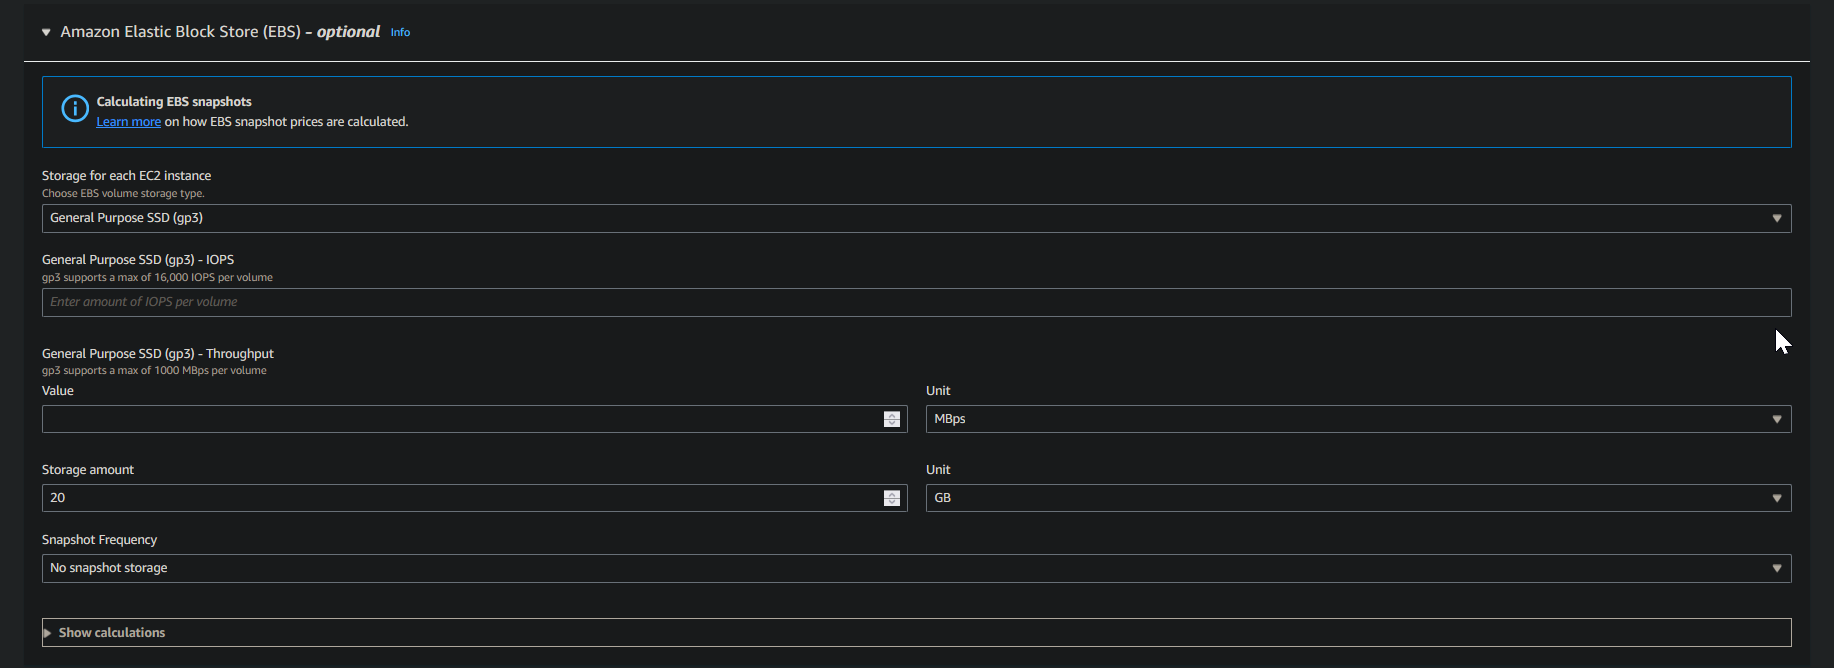 Amazon Elastic Block Store (EBS) - optional Info
Calculating EBS snapshots
Learn more on how EBS snapshot prices are calculated.
Storage for each EC2 instance
Choose EBS volume storage type.
General Purpose SSD (gp3)
General Purpose SSD (gp3) - IOPS
gp3 supports a max of 16,000 IOPS per volume
Enter amount of IOPS per volume
General Purpose SSD (gp3) - Throughput
gp3 supports a max of 1000 MBps per volume
Value Unit
MBps
Storage amount Unit
20 GB
Snapshot Frequency
No snapshot storage
Show calculations